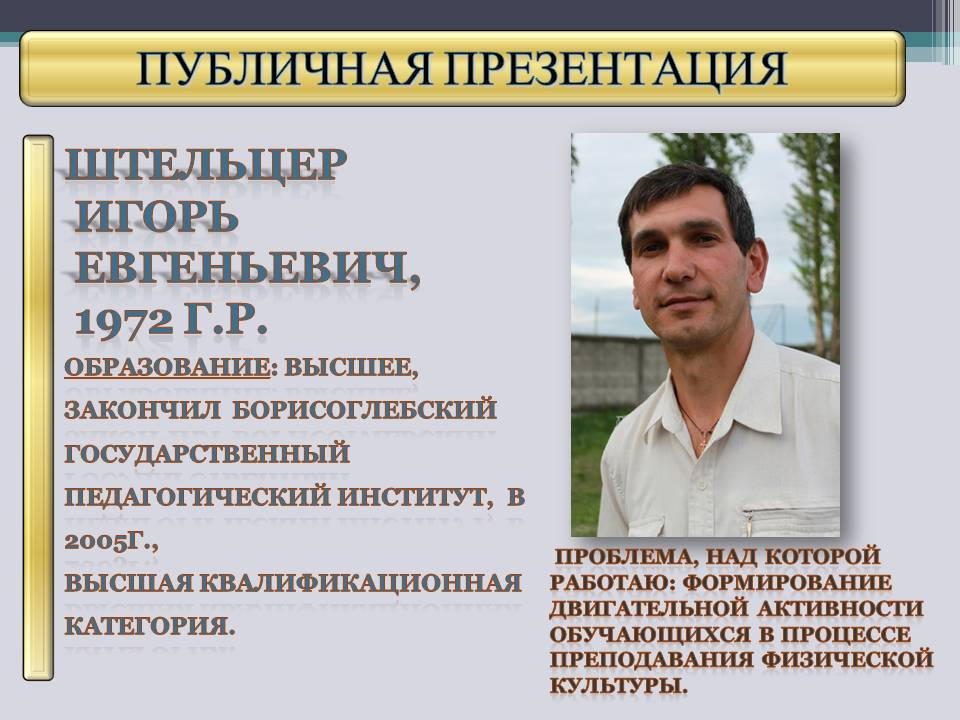 ПУБЛИЧНАЯ ПРЕЗЕНТАЦИЯ
ШТЕЛЬЦЕР
ИГОРЬ
ЕВГЕНЬЕВИЧ,
1972 Г.Р.
ОБРАЗОВАНИЕ: ВЫСШЕЕ,
ЗАКОНЧИЛ БОРИСОГЛЕБСКИЙ
ГОСУДАРСТВЕННЫЙ
ПЕДАГОГИЧЕСКИЙ ИНСТИТУТ, В
2005Г.,
ВЫСШАЯ КВАЛИФИКАЦИОННАЯ
КАТЕГОРИЯ.
ПРОБЛЕМА, НАД КОТОРОЙ
РАБОТАЮ: ФОРМИРОВАНИЕ
ДВИГАТЕЛЬНОЙ АКТИВНОСТИ
ОБУЧАЮЩИХСЯ В ПРОЦЕССЕ
ПРЕПОДАВАНИЯ ФИЗИЧЕСКОЙ
КУЛЬТУРЫ.